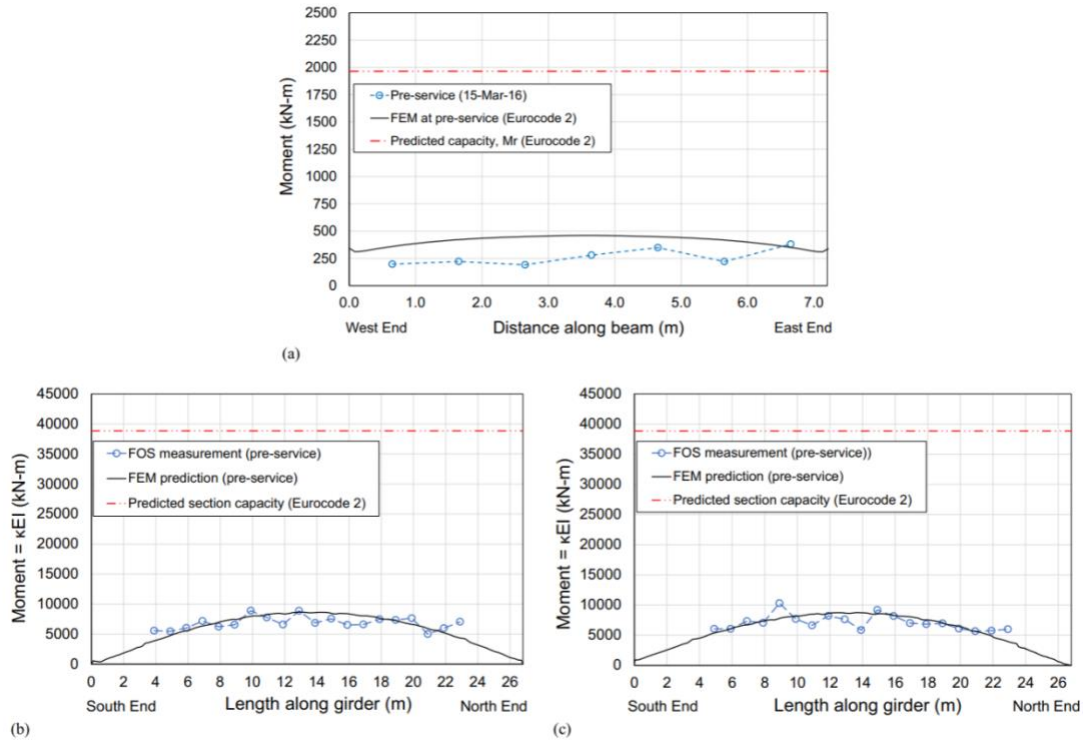 2500
2250
2000
1750
1500
1250
1000
750
500
250
0
Moment (kN-m)
Pre-service (15-Mar-16)
FEM at pre-service (Eurocode 2)
Predicted capacity, Mr (Eurocode 2)
0.0 1.0 2.0 3.0 4.0 5.0 6.0 7.0
West End Distance along beam (m) East End
(a)
45000
40000
35000
30000
25000
20000
15000
10000
5000
0
Moment = κEI (kN-m)
FOS measurement (pre-service)
FEM prediction (pre-service)
Predicted section capacity (Eurocode 2)
0 2 4 6 8 10 12 14 16 18 20 22 24 26
South End Length along girder (m) North End
(b)
45000
40000
35000
30000
25000
20000
15000
10000
5000
0
Moment = κEI (kN-m)
FOS measurement (pre-service))
FEM prediction (pre-service)
Predicted section capacity (Eurocode 2)
0 2 4 6 8 10 12 14 16 18 20 22 24 26
South End Length along girder (m) North End
(c)